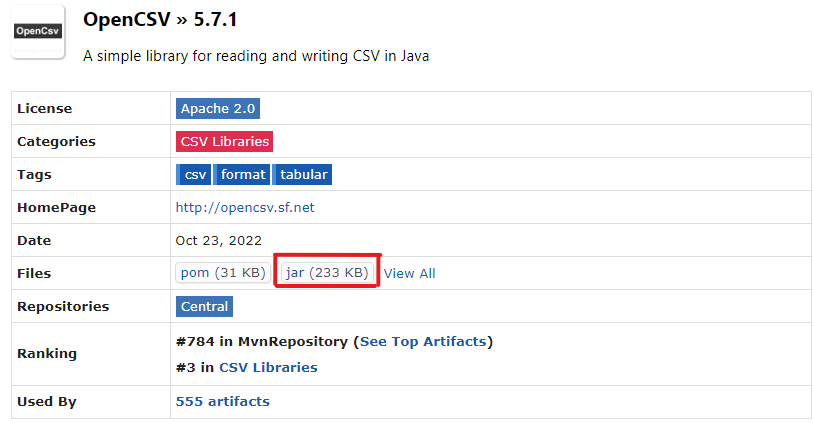 OpenCsv
OpenCSV » 5.7.1
A simple library for reading and writing CSV in Java
License Apache 2.0
Categories CSV Libraries
Tags csv format tabular
HomePage http://opencsv.sf.net
Date Oct 23, 2022
Files pom (31 KB) jar (233 KB) View All
Repositories Central
Ranking #784 in MvnRepository (See Top Artifacts)
#3 in CSV Libraries
Used By 555 artifacts